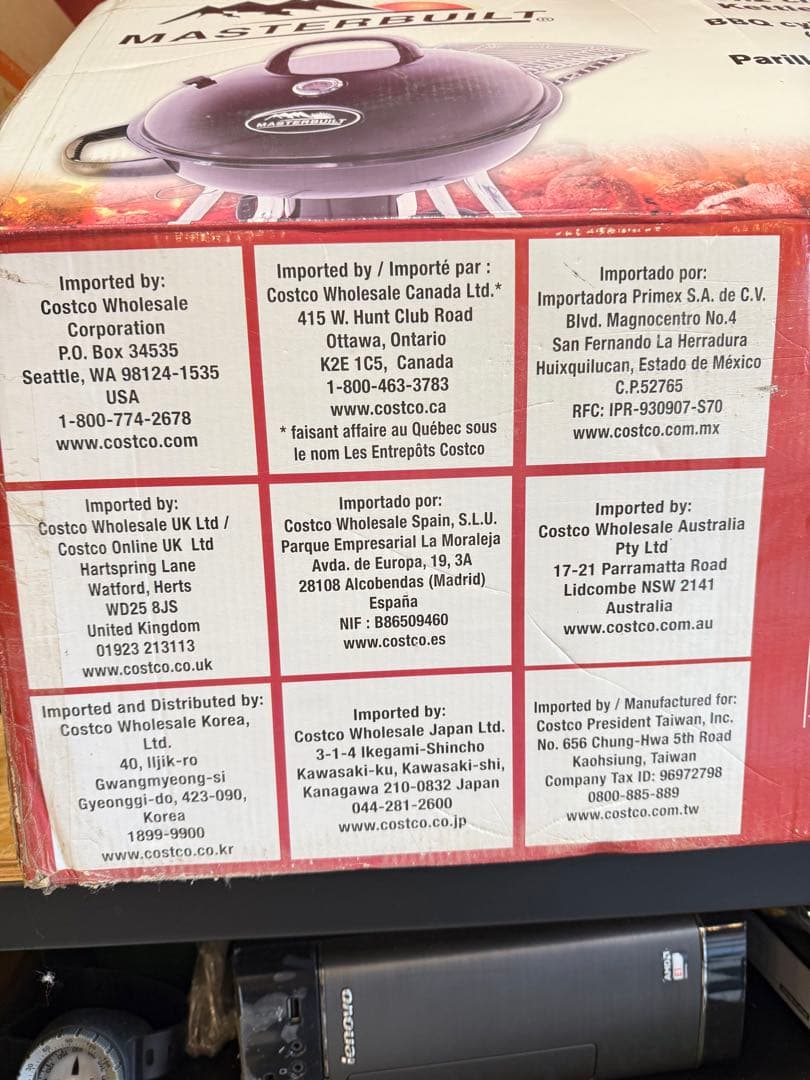 MASTERBUILT®
BBQ
MASTERBUILT
Imported by:
Costco Wholesale
Corporation
P.O. Box 34535
Seattle, WA 98124-1535
USA
1-800-774-2678
www.costco.com
Imported by / Importé par :
Costco Wholesale Canada Ltd.*
415 W. Hunt Club Road
Ottawa, Ontario
K2E 1C5, Canada
1-800-463-3783
www.costco.ca
* faisant affaire au Québec sous
le nom Les Entrepôts Costco
Importado por:
Importadora Primex S.A. de C.V.
Blvd. Magnocentro No.4
San Fernando La Herradura
Huixquilucan, Estado de México
C.P.52765
RFC: IPR-930907-S70
www.costco.com.mx
Imported by:
Costco Wholesale UK Ltd /
Costco Online UK Ltd
Hartspring Lane
Watford, Herts
WD25 8JS
United Kingdom
01923 213113
www.costco.co.uk
Importado por:
Costco Wholesale Spain, S.L.U.
Parque Empresarial La Moraleja
Avda. de Europa, 19, 3A
28108 Alcobendas (Madrid)
España
NIF : B86509460
www.costco.es
Imported by:
Costco Wholesale Australia
Pty Ltd
17-21 Parramatta Road
Lidcombe NSW 2141
Australia
www.costco.com.au
Imported and Distributed by:
Costco Wholesale Korea,
Ltd.
40, Iljik-ro
Gwangmyeong-si
Gyeonggi-do, 423-090,
Korea
1899-9900
www.costco.co.kr
Imported by:
Costco Wholesale Japan Ltd.
3-1-4 Ikegami-Shincho
Kawasaki-ku, Kawasaki-shi,
Kanagawa 210-0832 Japan
044-281-2600
www.costco.co.jp
Imported by / Manufactured for:
Costco President Taiwan, Inc.
No. 656 Chung-Hwa 5th Road
Kaohsiung, Taiwan
Company Tax ID: 96972798
0800-885-889
www.costco.com.tw
lenovo
AMD